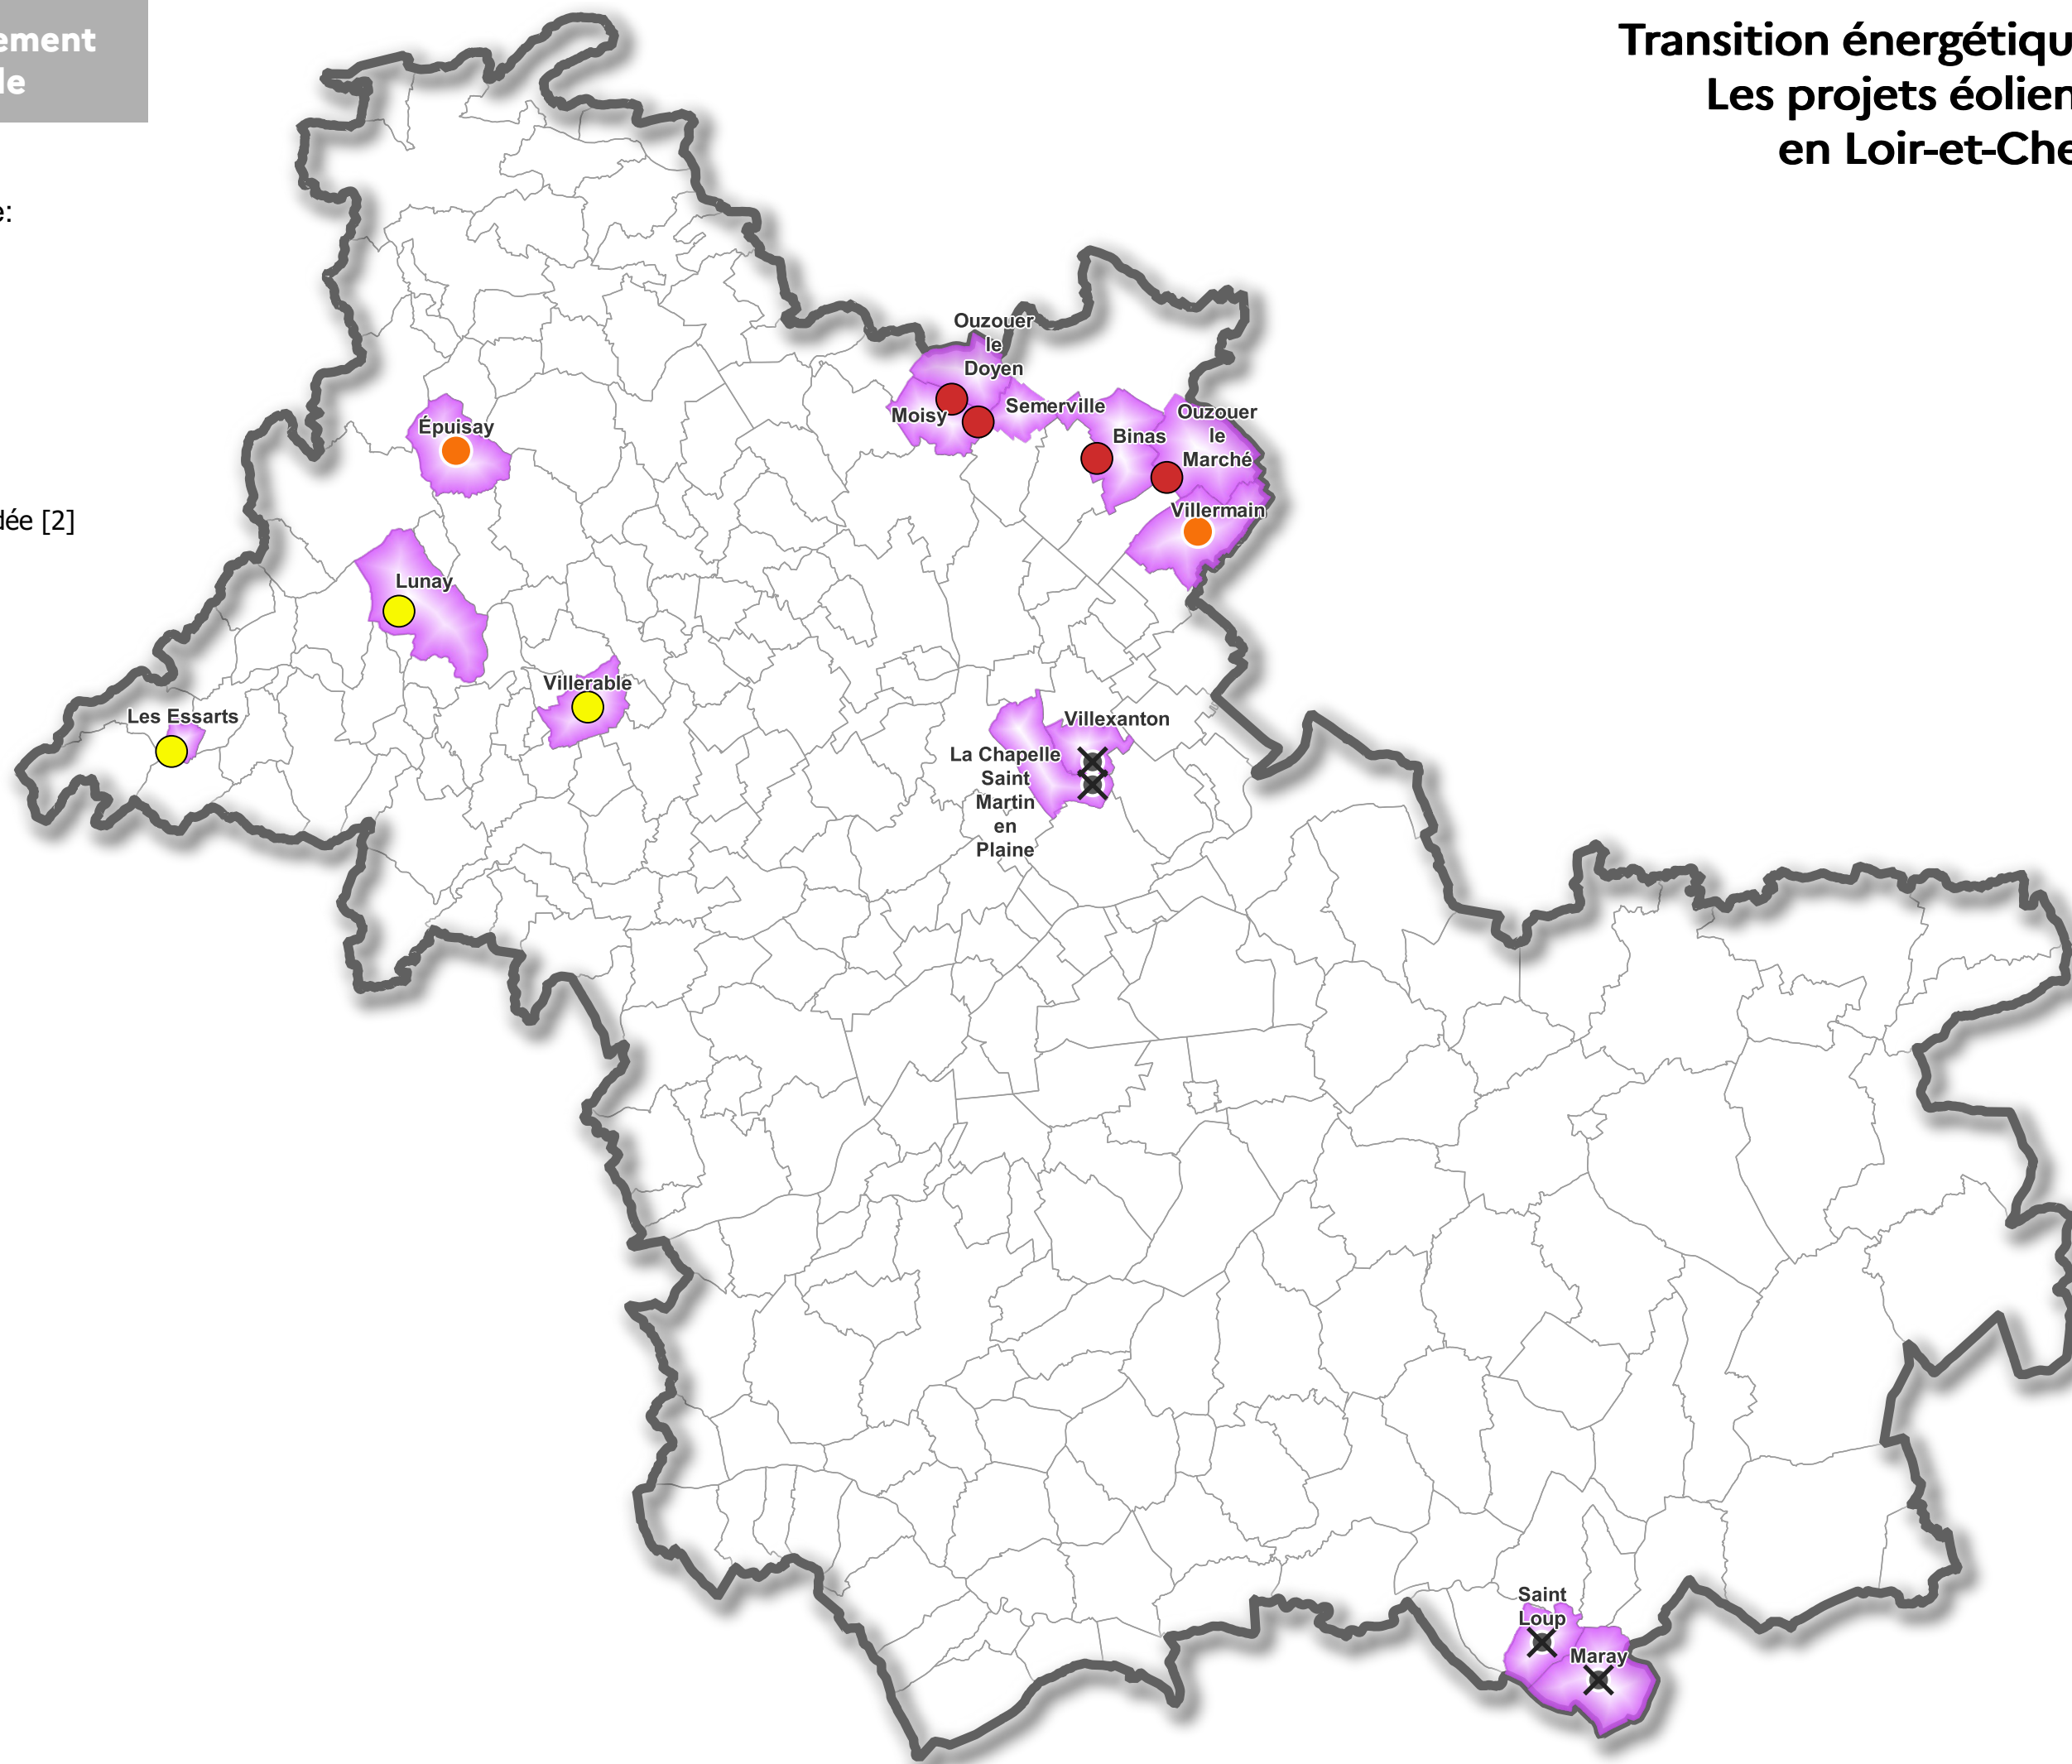 ement
le
Transition énergétiqu
Les projets éolien
en Loir-et-Che
e:
dée [2]
Ouzouer
le
Doyen
Moisy
Semerville
Binas
Ouzouer
le
Marché
Villermain
Épuisay
Lunay
Villerable
Les Essarts
Villexanton
La Chapelle
Saint
Martin
en
Plaine
Saint
Loup
Maray